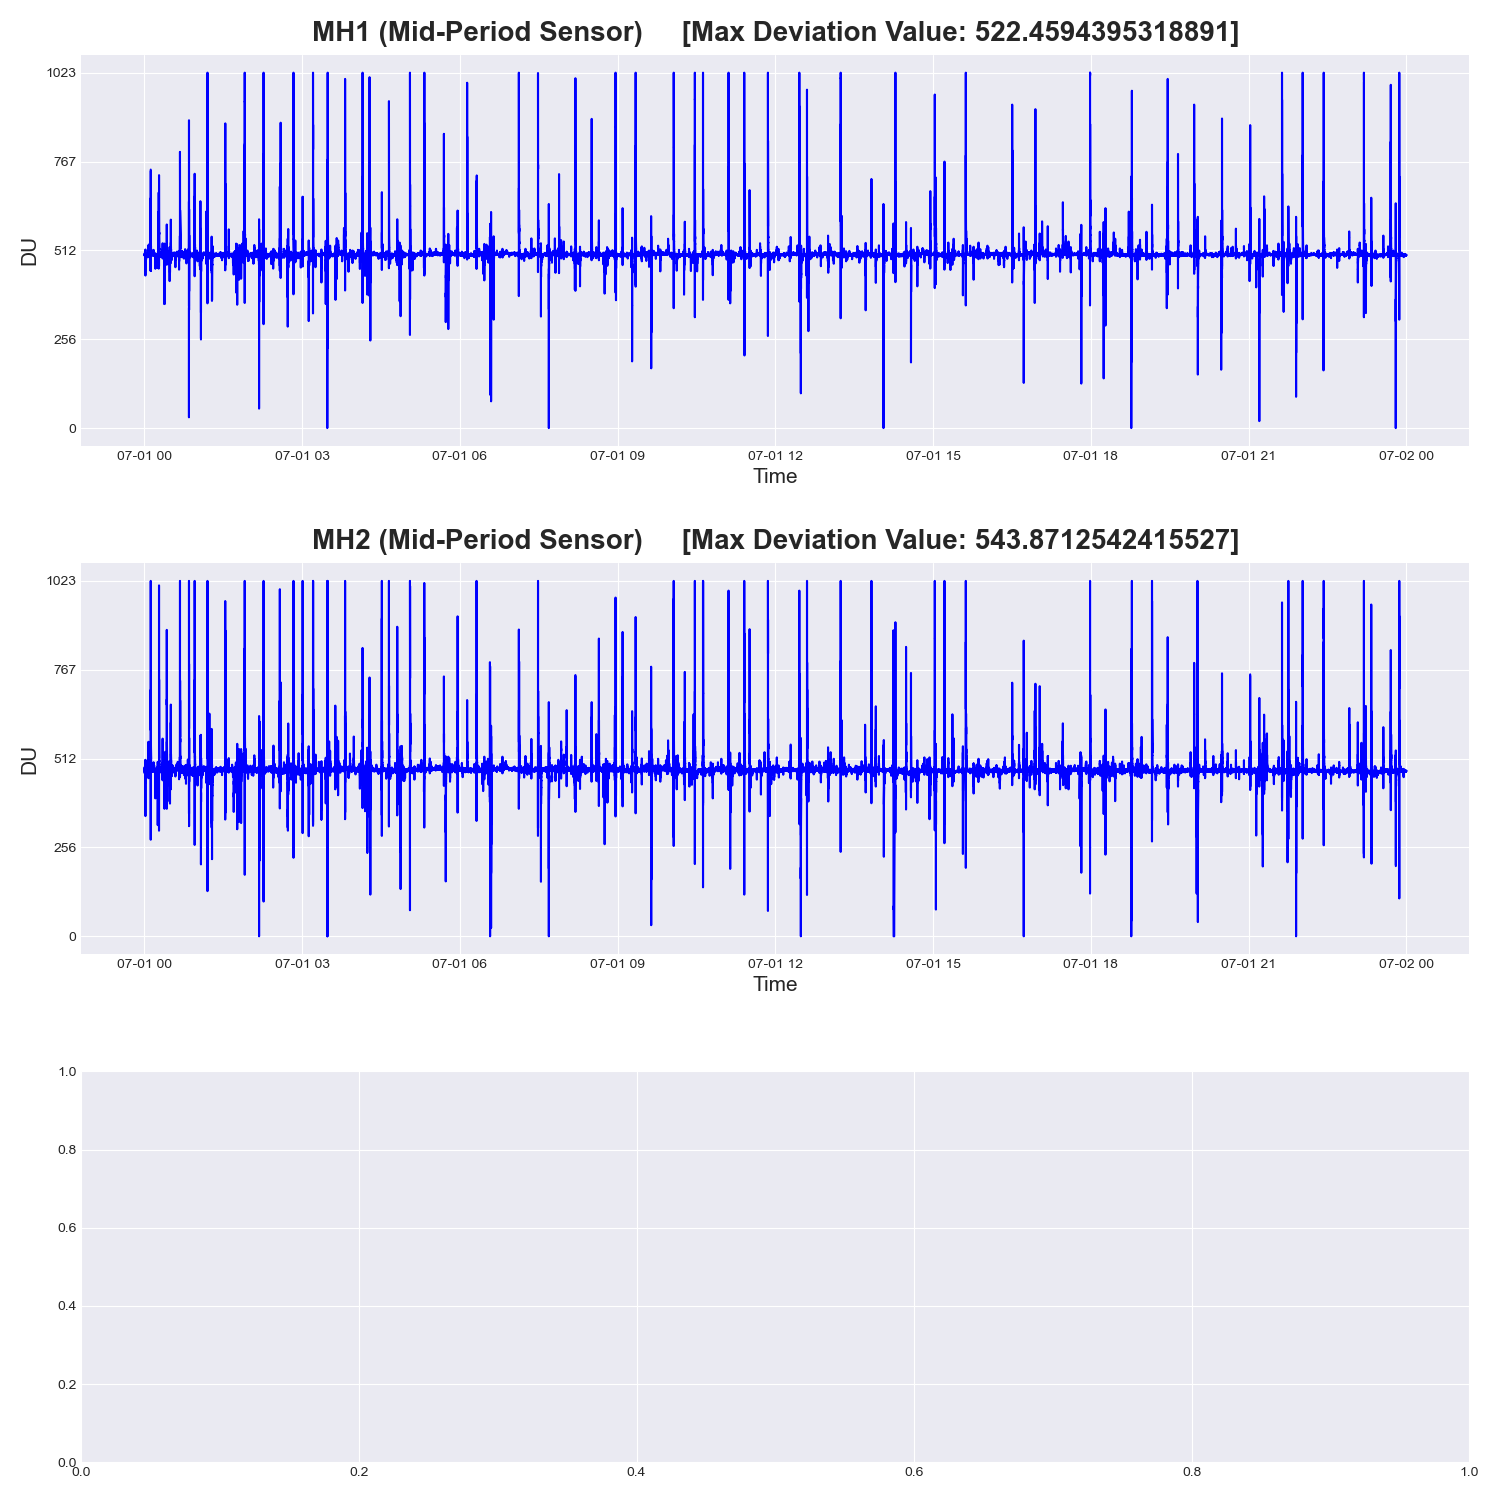 MH1 (Mid-Period Sensor) [Max Deviation Value: 522.4594395318891]
1023
767
512
256
0
DU
07-01 00 07-01 03 07-01 06 07-01 09 07-01 12 07-01 15 07-01 18 07-01 21 07-02 00
Time
MH2 (Mid-Period Sensor) [Max Deviation Value: 543.8712542415527]
1023
767
512
256
0
DU
07-01 00 07-01 03 07-01 06 07-01 09 07-01 12 07-01 15 07-01 18 07-01 21 07-02 00
Time
1.0
0.8
0.6
0.4
0.2
0.0
0.0 0.2 0.4 0.6 0.8 1.0